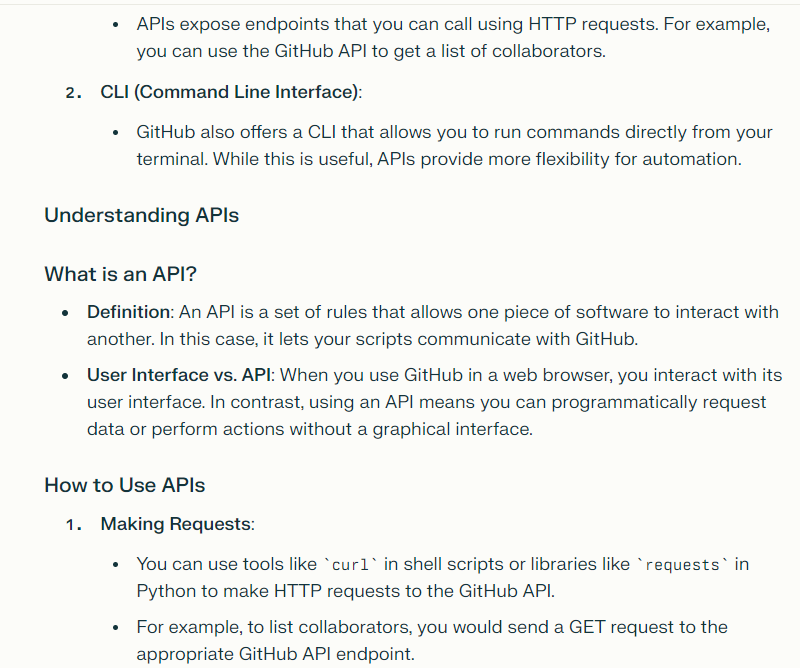 • APIs expose endpoints that you can call using HTTP requests. For example,
you can use the GitHub API to get a list of collaborators.
2. CLI (Command Line Interface):
• GitHub also offers a CLI that allows you to run commands directly from your
terminal. While this is useful, APIs provide more flexibility for automation.
Understanding APIs
What is an API?
• Definition: An API is a set of rules that allows one piece of software to interact with
another. In this case, it lets your scripts communicate with GitHub.
• User Interface vs. API: When you use GitHub in a web browser, you interact with its
user interface. In contrast, using an API means you can programmatically request
data or perform actions without a graphical interface.
How to Use APIs
1. Making Requests:
• You can use tools like `curl` in shell scripts or libraries like `requests` in
Python to make HTTP requests to the GitHub API.
• For example, to list collaborators, you would send a GET request to the
appropriate GitHub API endpoint.